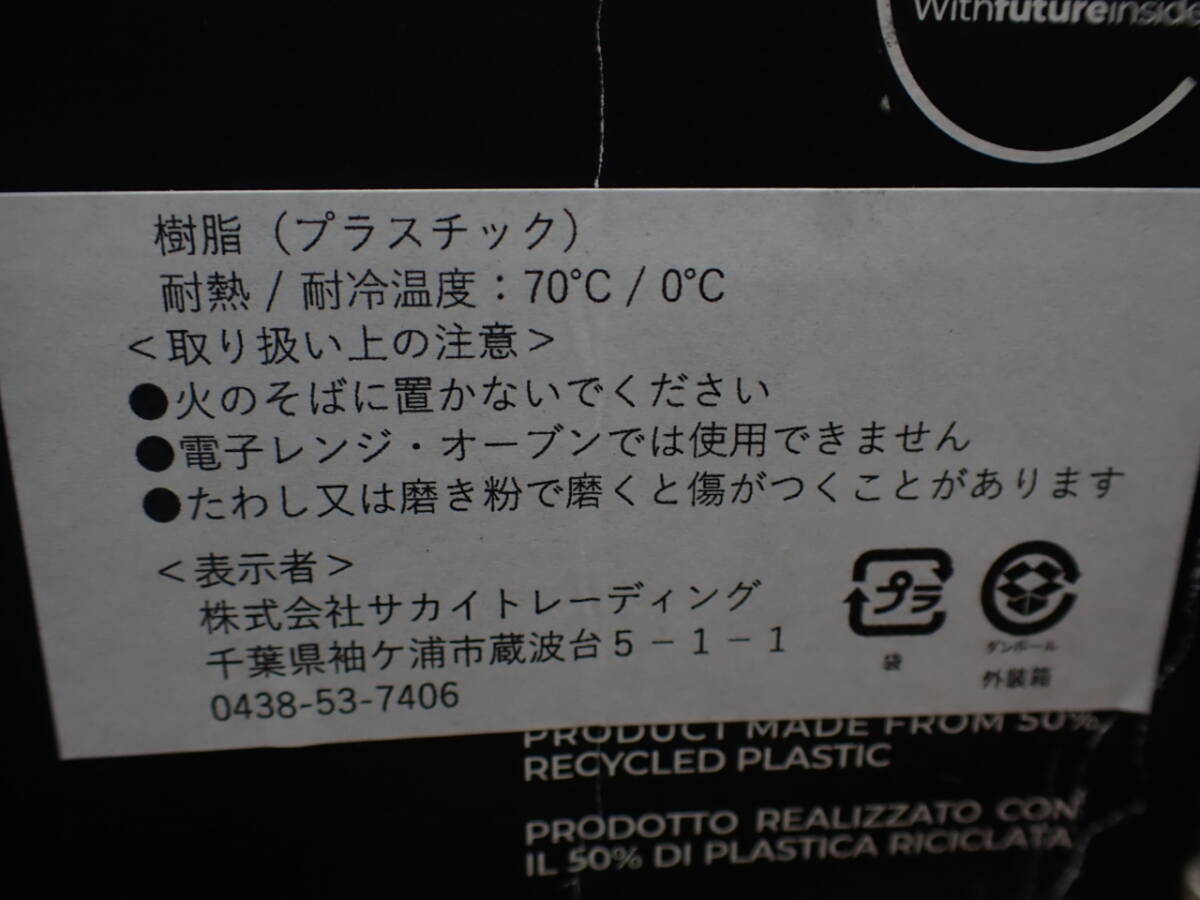 Withfutureinside
樹脂（プラスチック）
耐熱 / 耐冷温度：70℃ / 0℃
＜取り扱い上の注意＞
●火のそばに置かないでください
●電子レンジ・オーブンでは使用できません
●たわし又は磨き粉で磨くと傷がつくことがあります
＜表示者＞
株式会社サカイトレーディング
千葉県袖ケ浦市蔵波台５－１－１
0438-53-7406
プラ
袋
ダンボール
外装箱
PRODUCT MADE FROM 50%
RECYCLED PLASTIC
PRODOTTO REALIZZATO CON
IL 50% DI PLASTICA RICICLATA